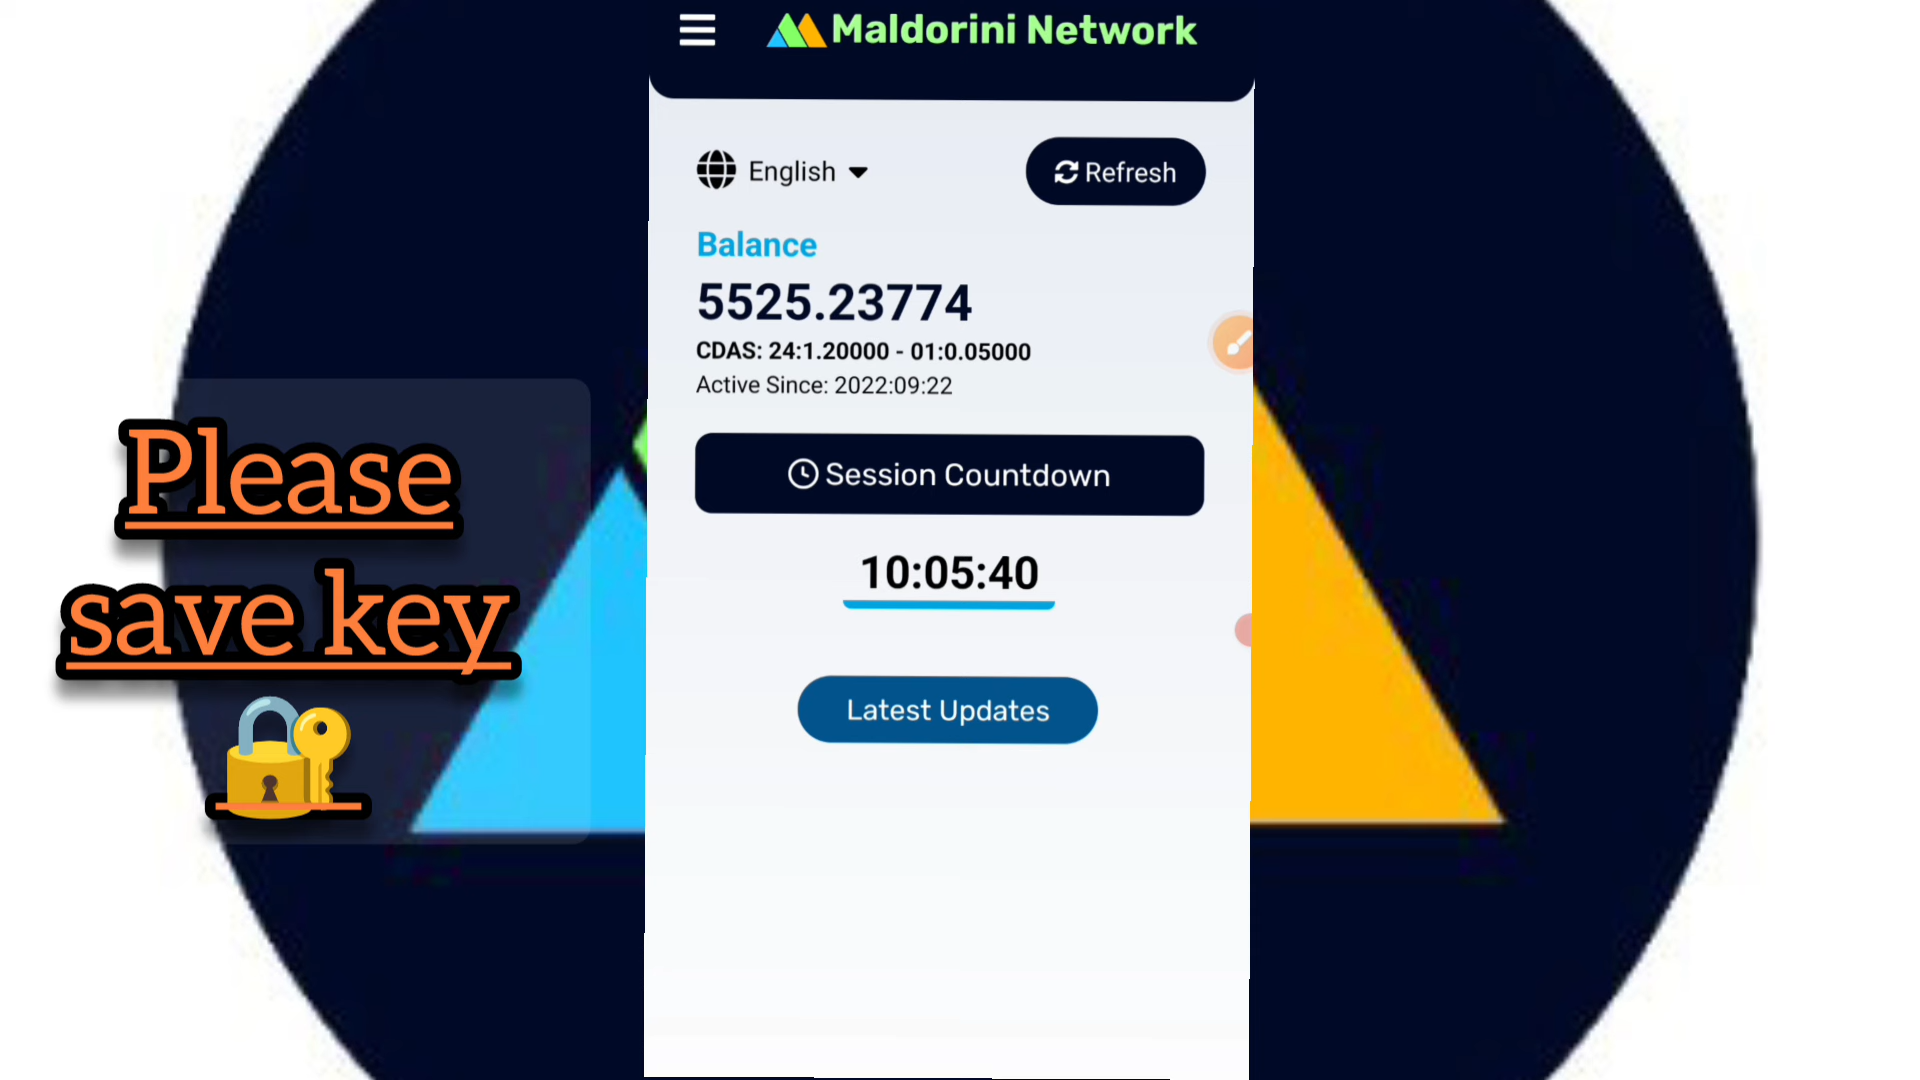 Maldorini Network
English
Refresh
Balance
5525.23774
CDAS: 24:1.20000 - 01:0.05000
Active Since: 2022:09:22
Session Countdown
10:05:40
Latest Updates
Please
save key
🔐